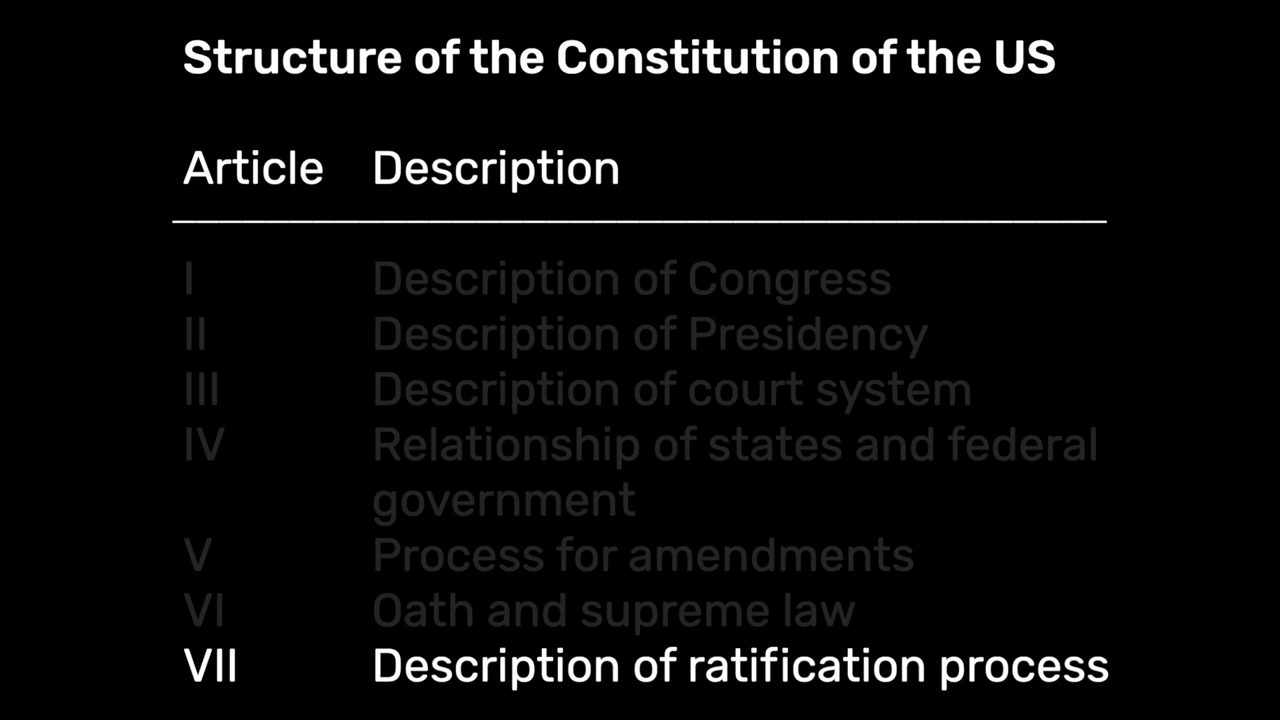 Structure of the Constitution of the US
Article Description
I Description of Congress
II Description of Presidency
III Description of court system
IV Relationship of states and federal
government
V Process for amendments
VI Oath and supreme law
VII Description of ratification process